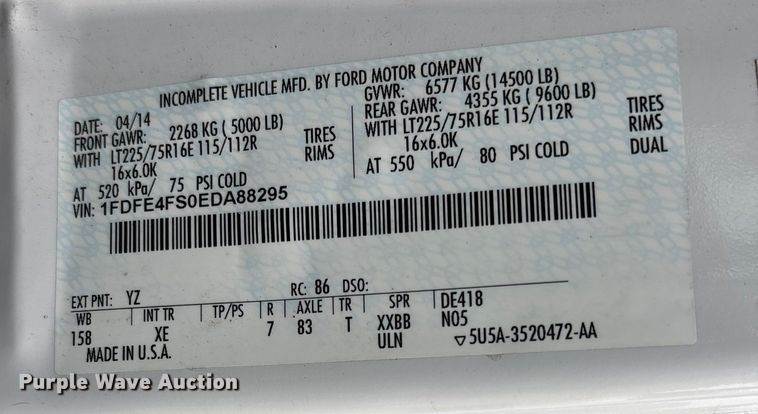 INCOMPLETE VEHICLE MFD. BY FORD MOTOR COMPANY
DATE: 04/14 GVWR: 6577 KG (14500 LB)
FRONT GAWR: 2268 KG (5000 LB) REAR GAWR: 4355 KG (9600 LB)
WITH LT225/75R16E 115/112R TIRES WITH LT225/75R16E 115/112R TIRES
16x6.0K RIMS 16x6.0K RIMS
AT 520 kPa/ 75 PSI COLD AT 550 kPa/ 80 PSI COLD DUAL
VIN: 1FDFE4FS0EDA88295
EXT PNT: YZ RC: 86 DSO:
WB INT TR TP/PS R AXLE TR SPR DE418
158 XE 7 83 T XXBB N05
MADE IN U.S.A. ULN ▽5U5A-3520472-AA
Purple Wave Auction